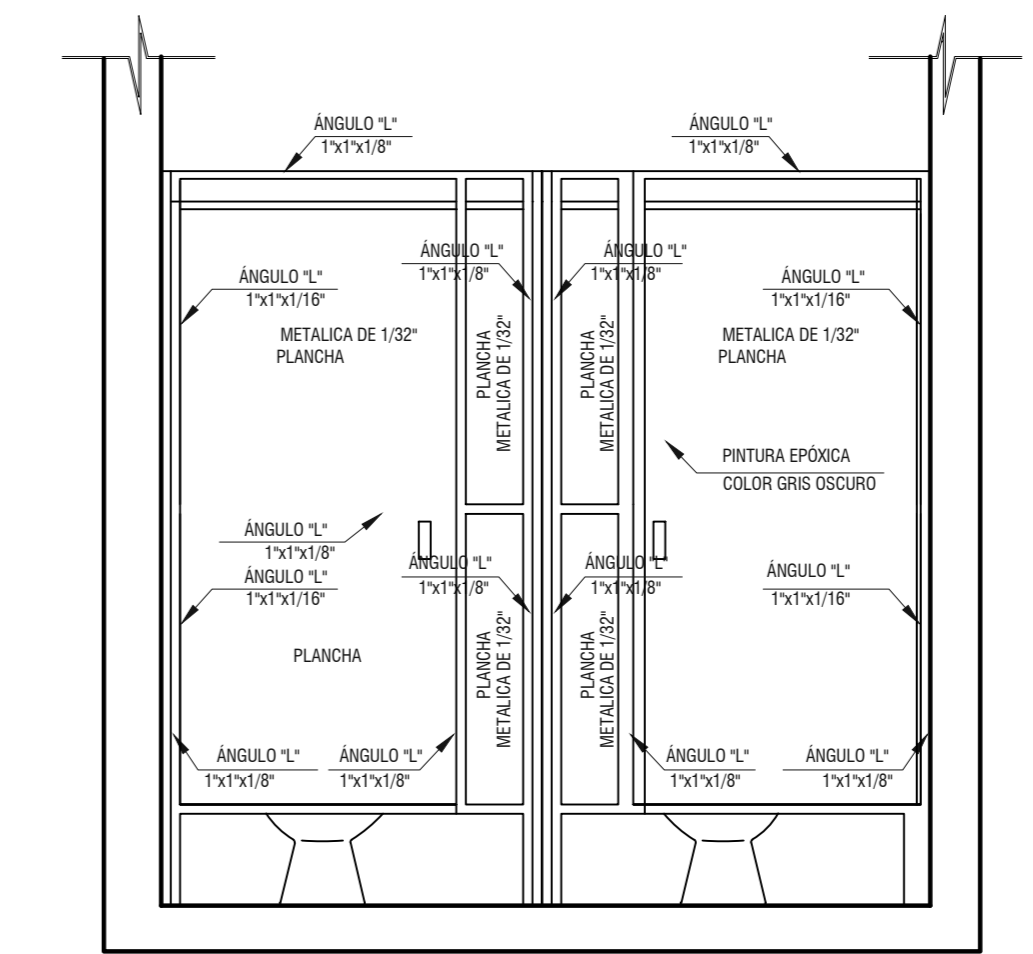 ÁNGULO "L"
1"x1"x1/8"
ÁNGULO "L"
1"x1"x1/8"
ÁNGULO "L"
1"x1"x1/8"
ÁNGULO "L"
1"x1"x1/8"
ÁNGULO "L"
1"x1"x1/16"
ÁNGULO "L"
1"x1"x1/16"
METALICA DE 1/32"
PLANCHA
PLANCHA
METALICA DE 1/32"
PLANCHA
METALICA DE 1/32"
METALICA DE 1/32"
PLANCHA
PINTURA EPÓXICA
COLOR GRIS OSCURO
ÁNGULO "L"
1"x1"x1/8"
ÁNGULO "L"
1"x1"x1/16"
ÁNGULO "L"
1"x1"x1/8"
ÁNGULO "L"
1"x1"x1/8"
ÁNGULO "L"
1"x1"x1/16"
PLANCHA
PLANCHA
METALICA DE 1/32"
PLANCHA
METALICA DE 1/32"
ÁNGULO "L"
1"x1"x1/8"
ÁNGULO "L"
1"x1"x1/8"
ÁNGULO "L"
1"x1"x1/8"
ÁNGULO "L"
1"x1"x1/8"